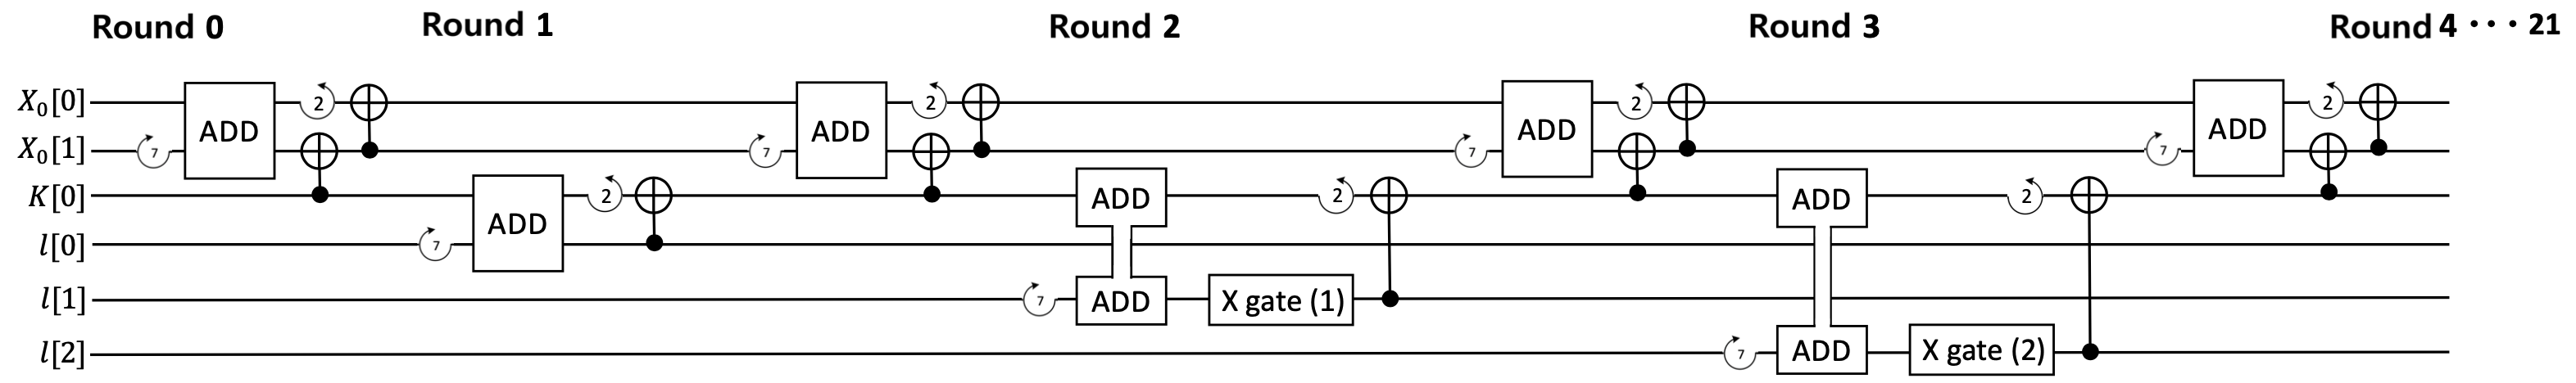 Round 0 Round 1 Round 2 Round 3 Round 4 ··· 21
X₀[0] ADD 2 ADD 2 ADD 2 ADD 2
X₀[1] 7 7 7 7
K[0] ADD 2 ADD 2 ADD 2
l[0] 7
l[1] 7 ADD X gate (1)
l[2] 7 ADD X gate (2)